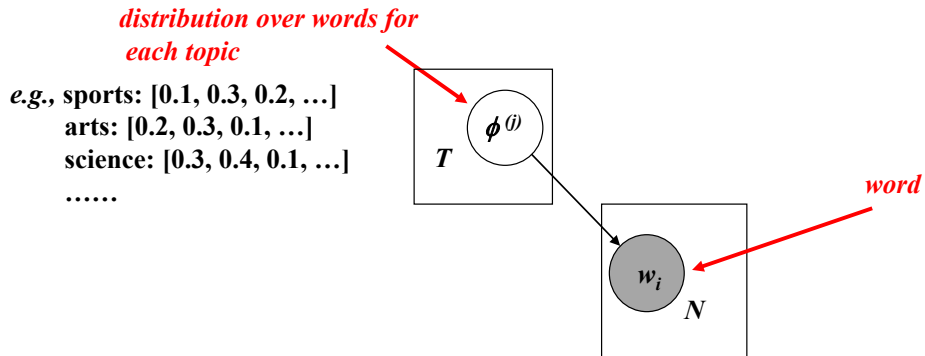 distribution over words for
each topic
e.g., sports: [0.1, 0.3, 0.2, …]
arts: [0.2, 0.3, 0.1, …]
science: [0.3, 0.4, 0.1, …]
……
ϕ(j)
T
word
wi
N